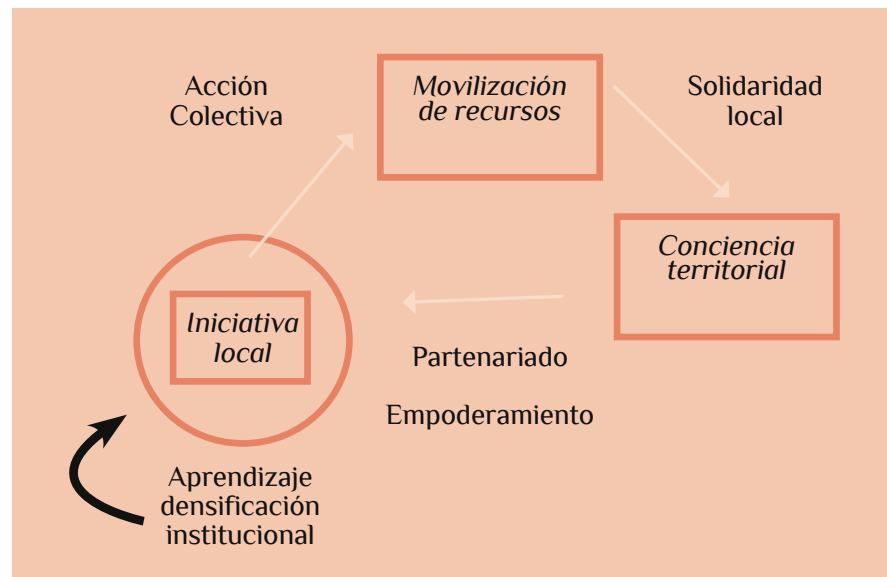 Acción
Colectiva
Movilización
de recursos
Solidaridad
local
Conciencia
territorial
Iniciativa
local
Partenariado
Empoderamiento
Aprendizaje
densificación
institucional